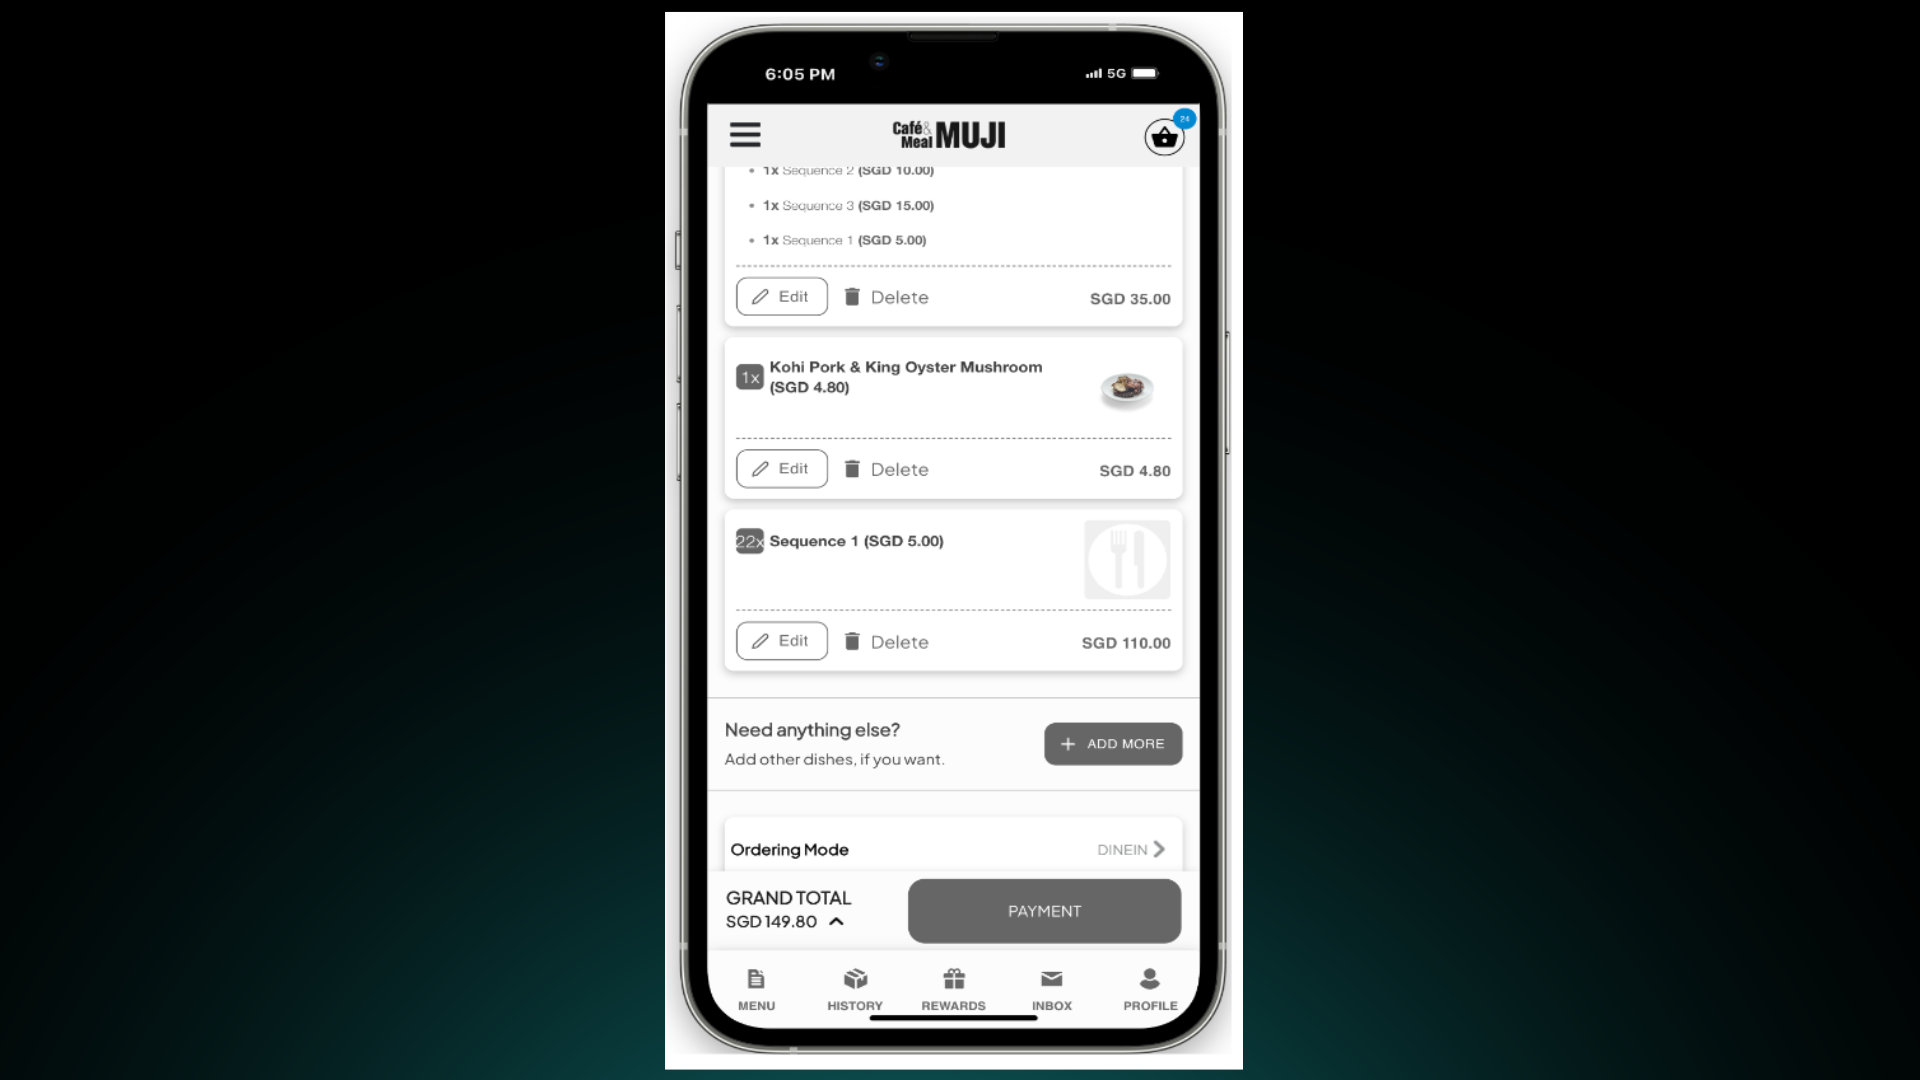 6:05 PM
5G
Café&
Meal MUJI
24
1x Sequence 2 (SGD 10.00)
1x Sequence 3 (SGD 15.00)
1x Sequence 1 (SGD 5.00)
Edit Delete SGD 35.00
1x Kohi Pork & King Oyster Mushroom
(SGD 4.80)
Edit Delete SGD 4.80
22x Sequence 1 (SGD 5.00)
Edit Delete SGD 110.00
Need anything else?
Add other dishes, if you want.
+ ADD MORE
Ordering Mode DINEIN
GRAND TOTAL
SGD 149.80
PAYMENT
MENU HISTORY REWARDS INBOX PROFILE